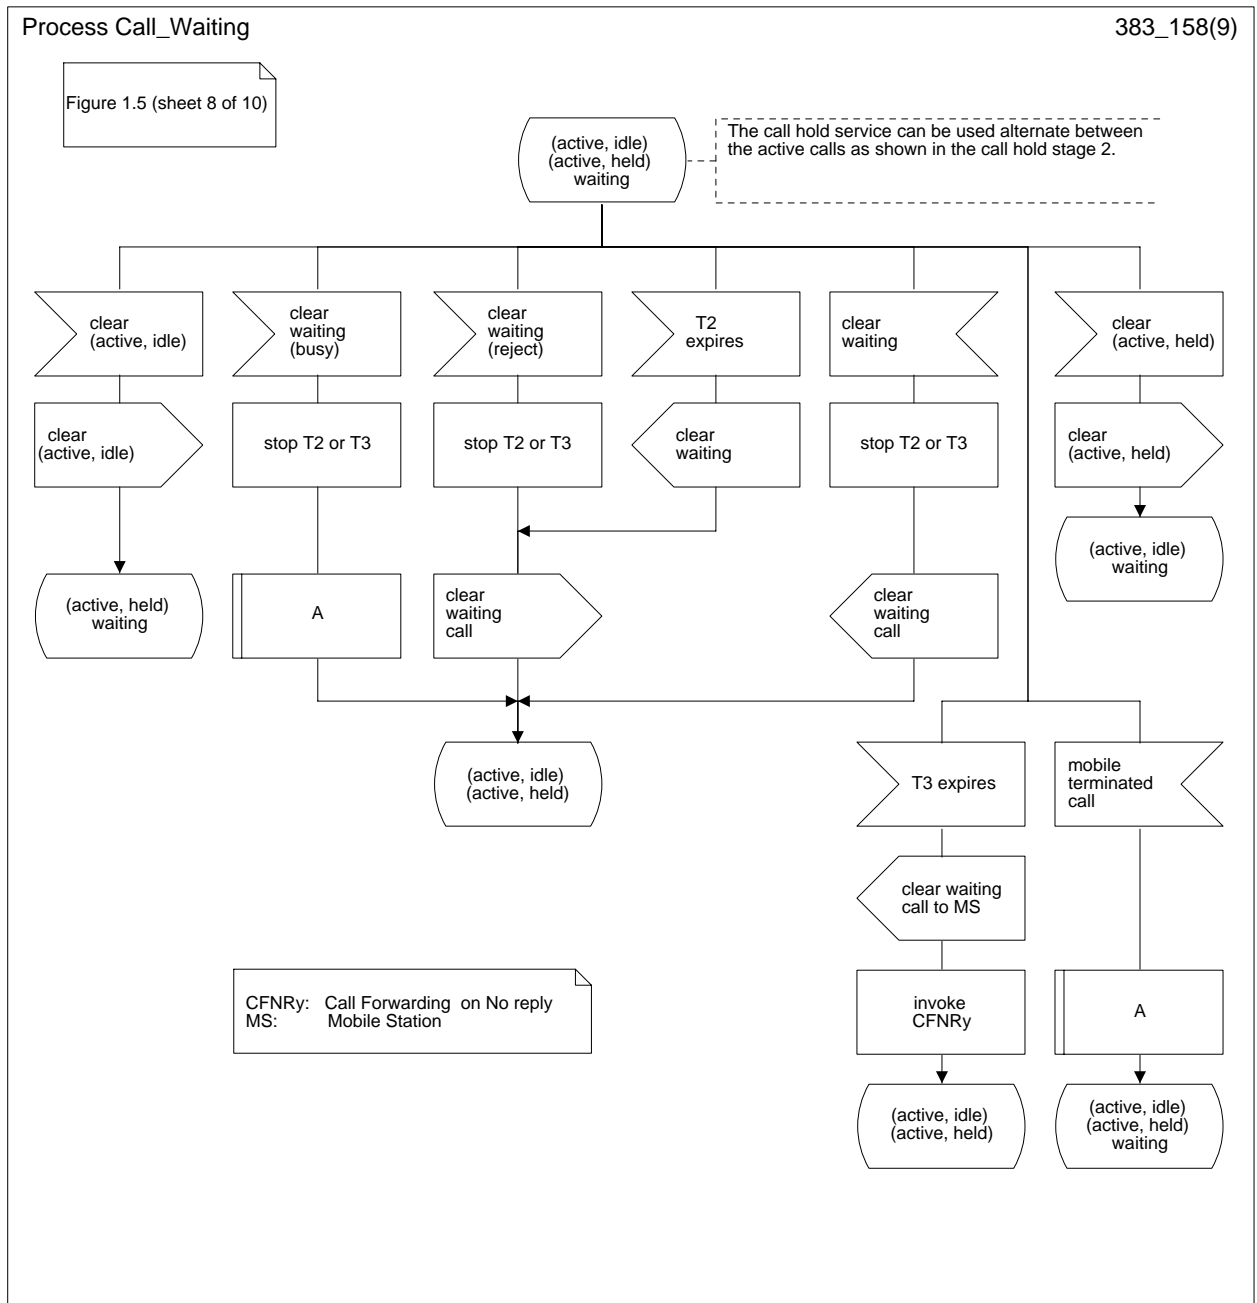 Process Call_Waiting
383_158(9)
Figure 1.5 (sheet 8 of 10)
(active, idle)
(active, held)
waiting
The call hold service can be used alternate between
the active calls as shown in the call hold stage 2.
clear
(active, idle)
clear
waiting
(busy)
clear
waiting
(reject)
T2
expires
clear
waiting
clear
(active, held)
clear
(active, idle)
stop T2 or T3
stop T2 or T3
clear
waiting
stop T2 or T3
clear
(active, held)
(active, idle)
waiting
(active, held)
waiting
A
clear
waiting
call
clear
waiting
call
(active, idle)
(active, held)
T3 expires
mobile
terminated
call
clear waiting
call to MS
CFNRy: Call Forwarding on No reply
MS: Mobile Station
invoke
CFNRy
A
(active, idle)
(active, held)
(active, idle)
(active, held)
waiting